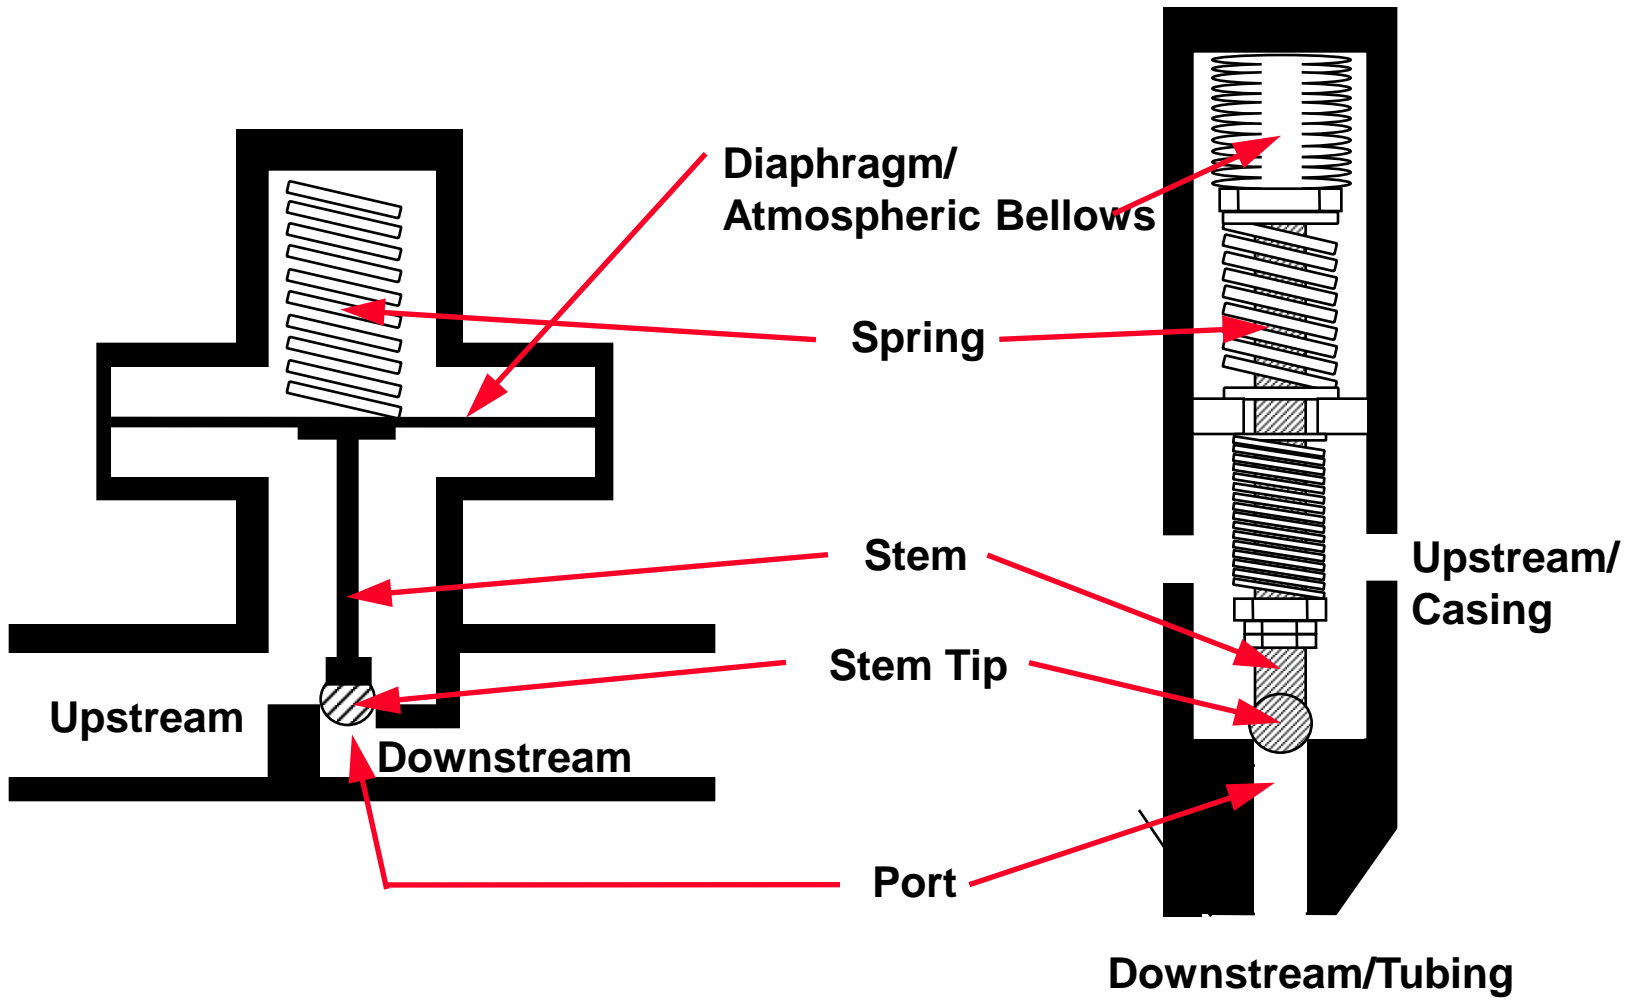 Diaphragm/
Atmospheric Bellows
Spring
Stem
Upstream/
Casing
Stem Tip
Upstream
Downstream
Port
Downstream/Tubing